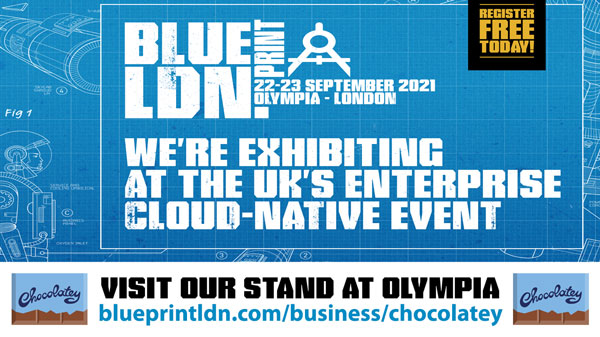 REGISTER
FREE
TODAY!
BLUE
PRINT
LDN.
22-23 SEPTEMBER 2021
OLYMPIA - LONDON
Fig 1
WE'RE EXHIBITING
AT THE UK'S ENTERPRISE
CLOUD-NATIVE EVENT
Chocolatey
VISIT OUR STAND AT OLYMPIA
Chocolatey
blueprintldn.com/business/chocolatey